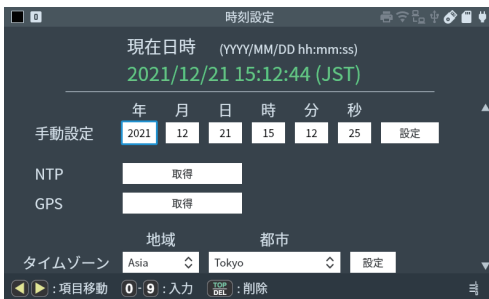 0 時刻設定
現在日時 (YYYY/MM/DD hh:mm:ss)
2021/12/21 15:12:44 (JST)
年 月 日 時 分 秒
手動設定 2021 12 21 15 12 25 設定
NTP 取得
GPS 取得
地域 都市
タイムゾーン Asia Tokyo 設定
:項目移動 0-9:入力 TOP DEL:削除